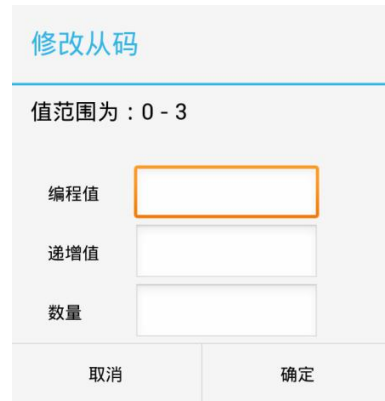 修改从码
值范围为：0 - 3
编程值
递增值
数量
取消 确定